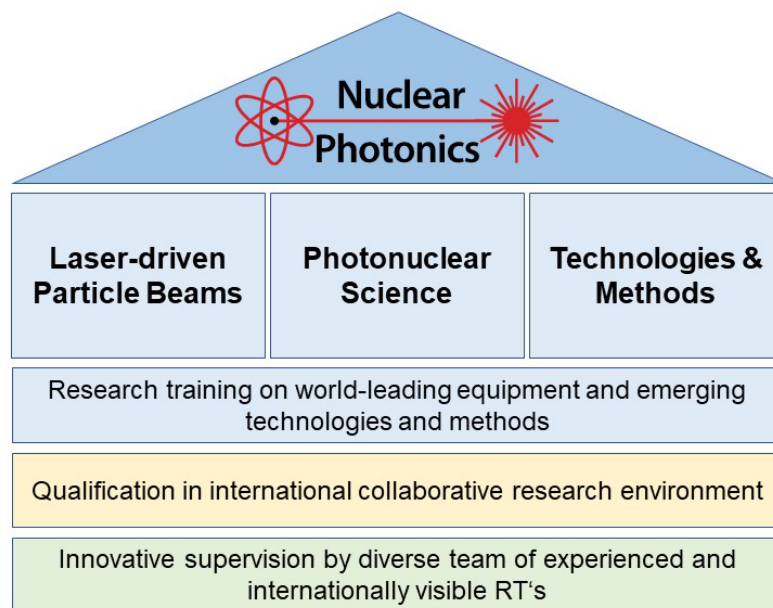 Nuclear
Photonics
Laser-driven
Particle Beams
Photonuclear
Science
Technologies &
Methods
Research training on world-leading equipment and emerging
technologies and methods
Qualification in international collaborative research environment
Innovative supervision by diverse team of experienced and
internationally visible RT‘s